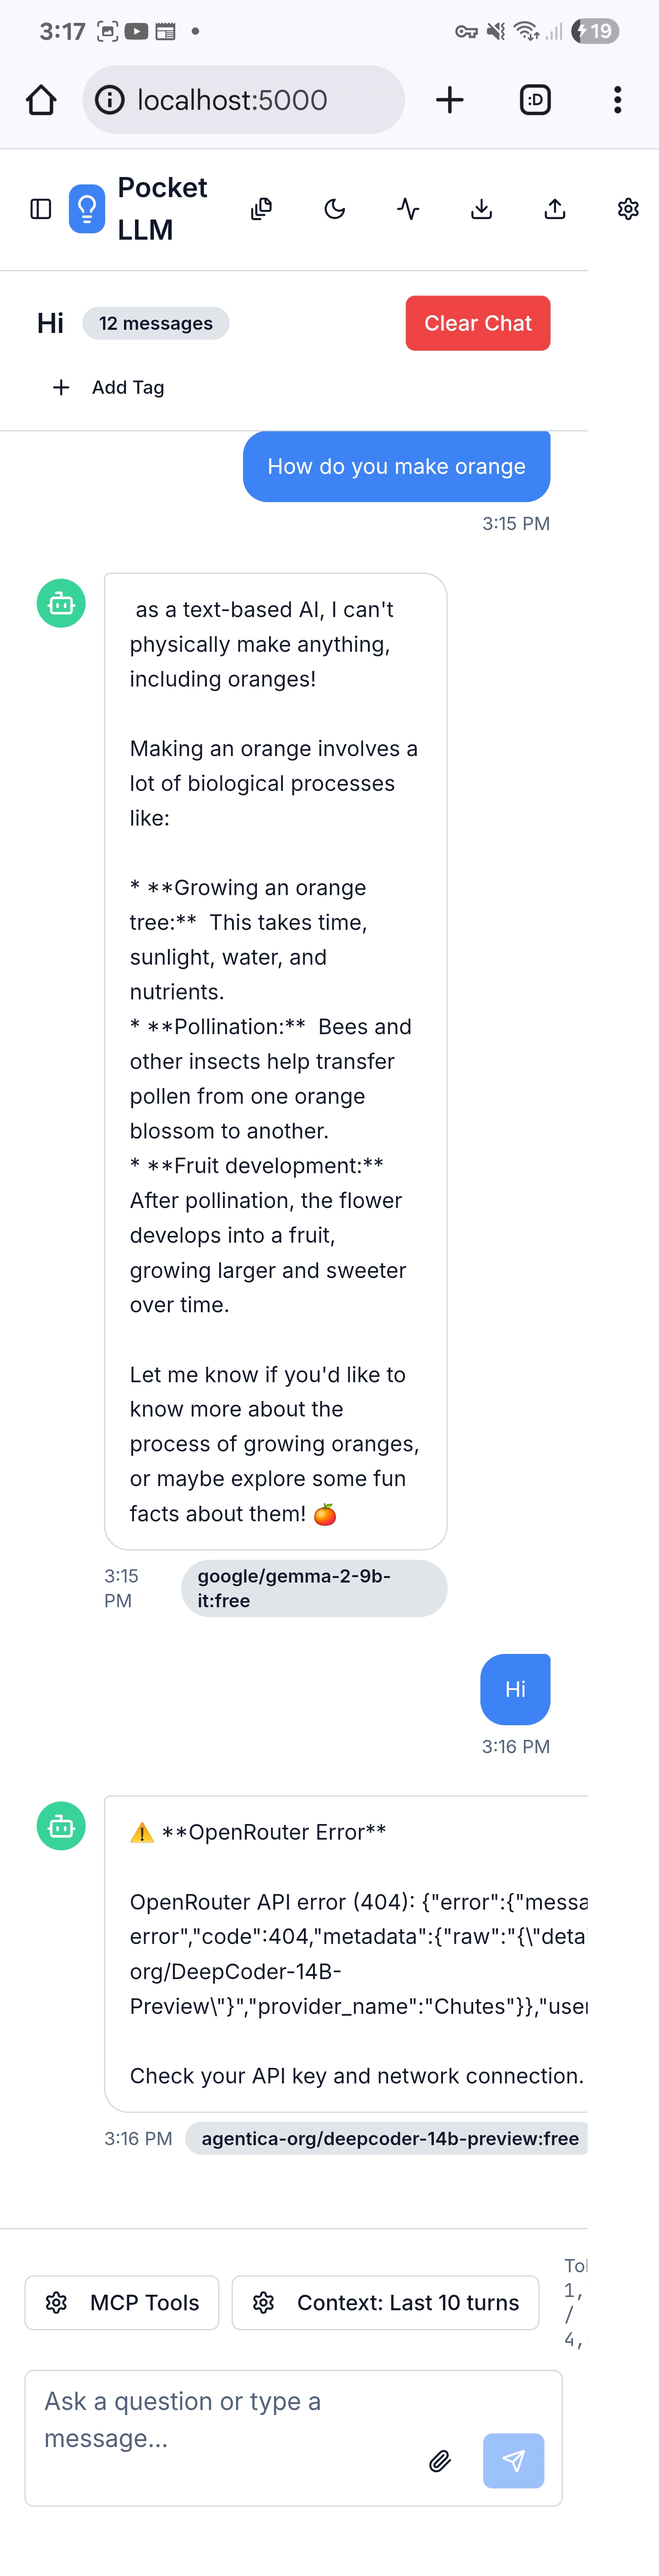 3:17
19
localhost:5000
:D
Pocket
LLM
Hi
12 messages
Clear Chat
+ Add Tag
How do you make orange
3:15 PM
as a text-based AI, I can't
physically make anything,
including oranges!
Making an orange involves a
lot of biological processes
like:
* **Growing an orange
tree:**  This takes time,
sunlight, water, and
nutrients.
* **Pollination:**  Bees and
other insects help transfer
pollen from one orange
blossom to another.
* **Fruit development:**
After pollination, the flower
develops into a fruit,
growing larger and sweeter
over time.
Let me know if you'd like to
know more about the
process of growing oranges,
or maybe explore some fun
facts about them! 🍊
3:15
PM
google/gemma-2-9b-
it:free
Hi
3:16 PM
⚠️ **OpenRouter Error**
OpenRouter API error (404): {"error":{"messa
error","code":404,"metadata":{"raw":"{\"deta
org/DeepCoder-14B-
Preview\"}","provider_name":"Chutes"}},"user
Check your API key and network connection.
3:16 PM
agentica-org/deepcoder-14b-preview:free
MCP Tools
Context: Last 10 turns
To
1,
/
4,
Ask a question or type a
message...